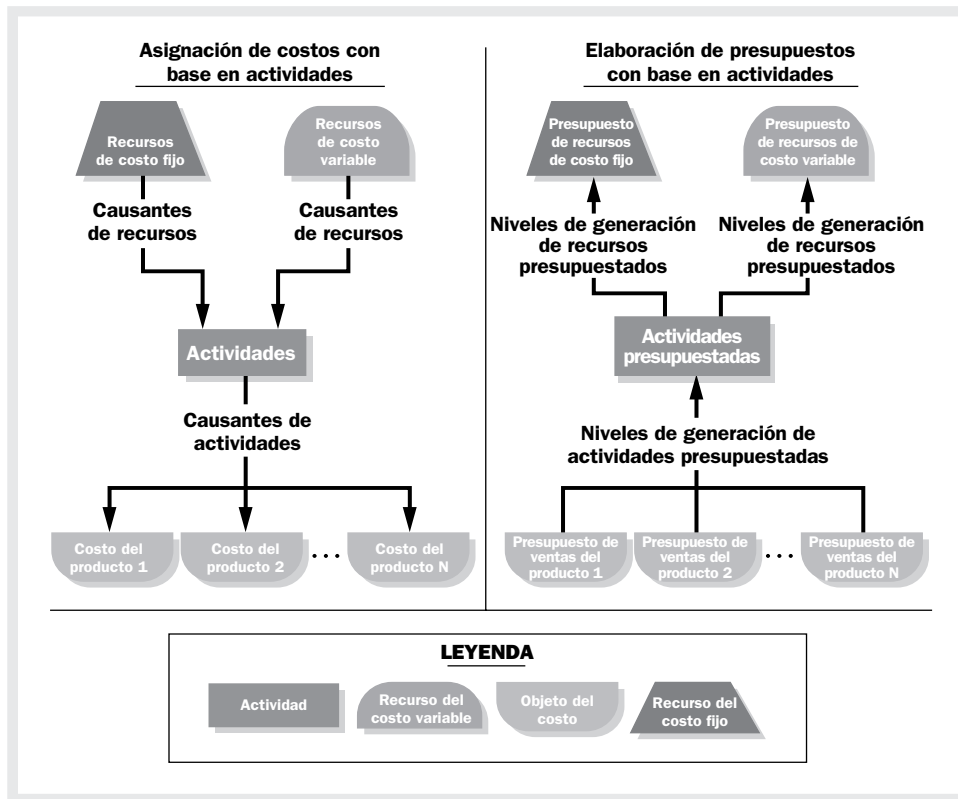 Asignación de costos con
base en actividades
Recursos
de costo fijo
Recursos
de costo
variable
Causantes
de recursos
Causantes
de recursos
Actividades
Causantes de
actividades
Costo del
producto 1
Costo del
producto 2
...
Costo del
producto N
Elaboración de presupuestos
con base en actividades
Presupuesto
de recursos
de costo fijo
Presupuesto
de recursos de
costo variable
Niveles de generación
de recursos
presupuestados
Niveles de generación
de recursos
presupuestados
Actividades
presupuestadas
Niveles de generación de
actividades presupuestadas
Presupuesto de
ventas del
producto 1
Presupuesto de
ventas del
producto 2
...
Presupuesto de
ventas del
producto N
LEYENDA
Actividad
Recurso del
costo variable
Objeto del
costo
Recurso del
costo fijo